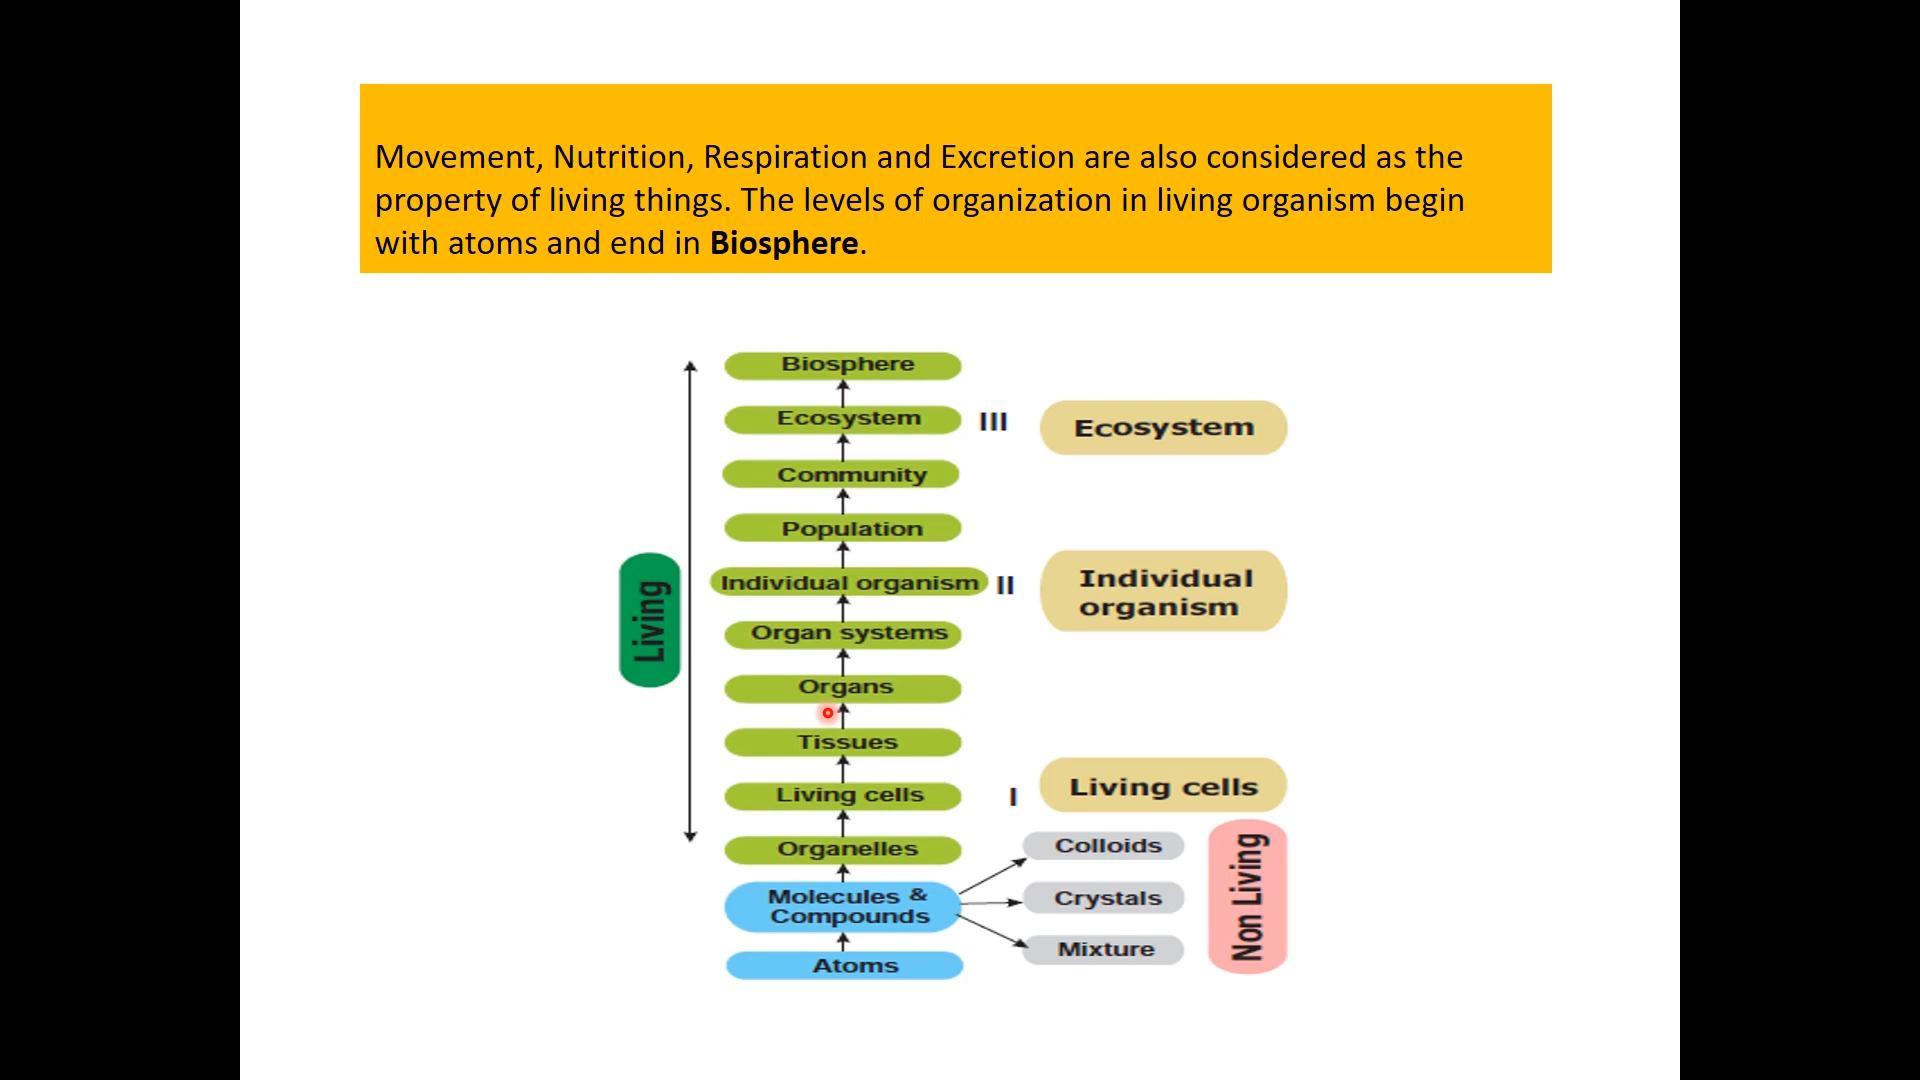 Movement, Nutrition, Respiration and Excretion are also considered as the
property of living things. The levels of organization in living organism begin
with atoms and end in Biosphere.
Biosphere
Ecosystem
III
Ecosystem
Community
Population
Individual organism
II
Individual
organism
Living
Organ systems
Organs
Tissues
Living cells
I
Living cells
Organelles
Colloids
Molecules &
Compounds
Crystals
Non Living
Mixture
Atoms